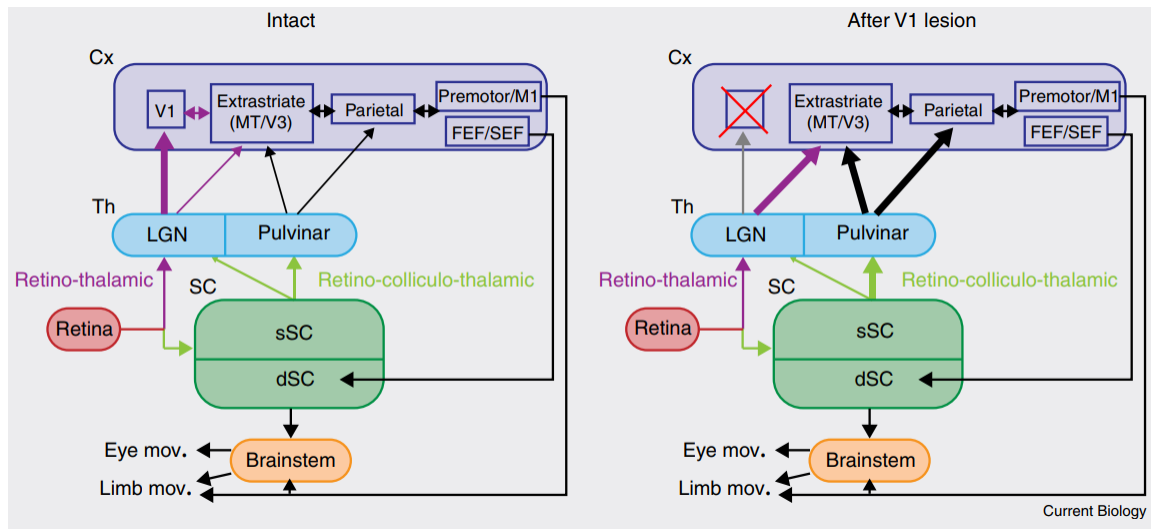 Intact
Cx
V1
Extrastriate
(MT/V3)
Parietal
Premotor/M1
FEF/SEF
Th
LGN
Pulvinar
Retino-thalamic
Retino-colliculo-thalamic
SC
Retina
sSC
dSC
Eye mov.
Brainstem
Limb mov.
After V1 lesion
Cx
Extrastriate
(MT/V3)
Parietal
Premotor/M1
FEF/SEF
Th
LGN
Pulvinar
Retino-thalamic
Retino-colliculo-thalamic
SC
Retina
sSC
dSC
Eye mov.
Brainstem
Limb mov.
Current Biology